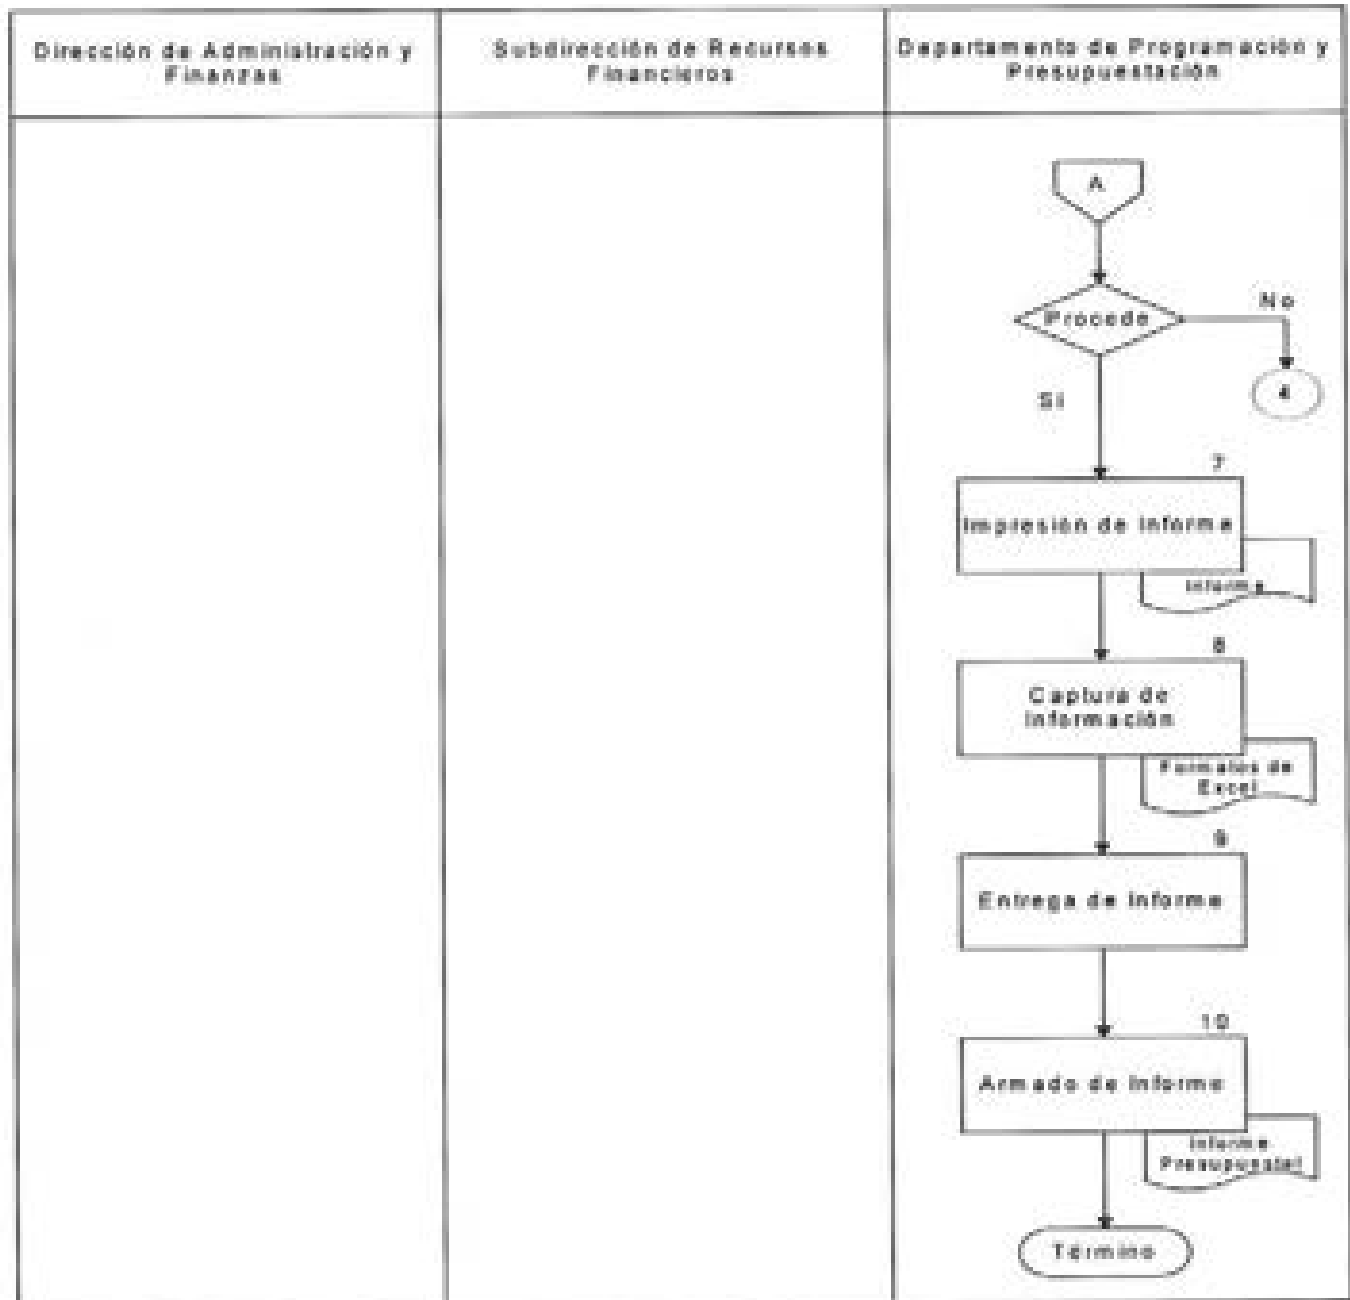 Dirección de Administración y
Finanzas
Subdirección de Recursos
Financieros
Departamento de Programación y
Presupuestación
A
Procede
No
4
Si
7
Impresión de Informe
Informe
8
Captura de
Información
Formatos de
Excel
9
Entrega de Informe
10
Armado de Informe
Informe
Presupuestal
Término